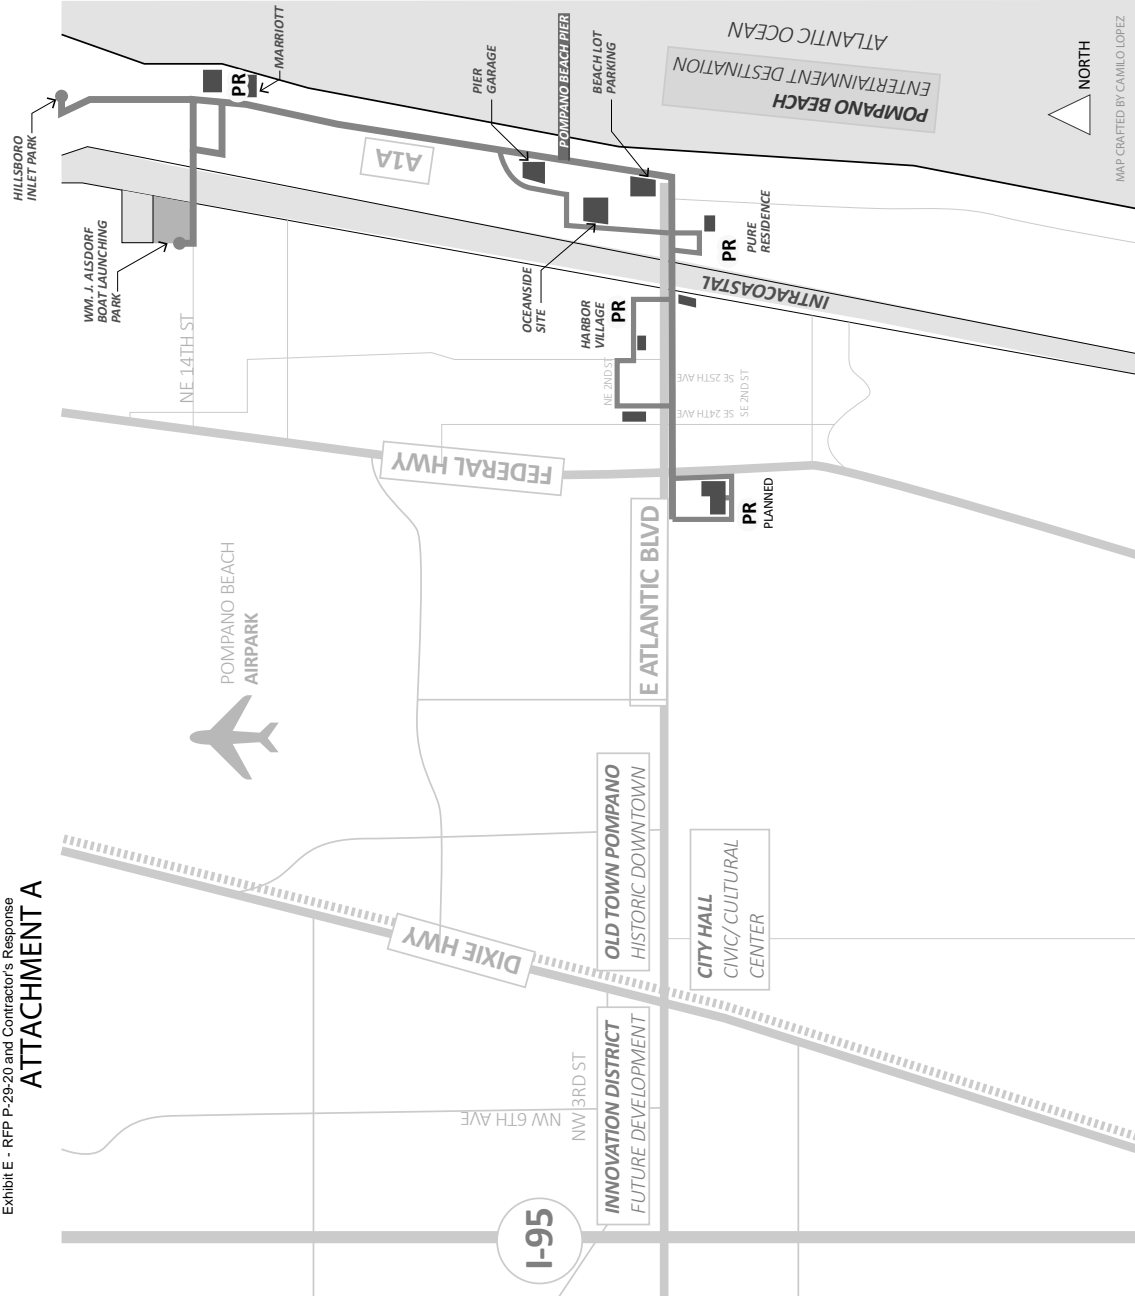 Exhibit E - RFP P-29-20 and Contractor's Response
ATTACHMENT A
HILLSBORO
INLET PARK
PR
MARRIOTT
WM. J. ALSDORF
BOAT LAUNCHING
PARK
A1A
PIER
GARAGE
POMPANO BEACH PIER
BEACH LOT
PARKING
ATLANTIC OCEAN
POMPANO BEACH
ENTERTAINMENT DESTINATION
NORTH
MAP CRAFTED BY CAMILO LOPEZ
OCEANSIDE
SITE
HARBOR
VILLAGE
PR
PR
PURE
RESIDENCE
INTRACOASTAL
NE 14TH ST
NE 2ND ST
SE 25TH AVE
SE 24TH AVE
SE 2ND ST
FEDERAL HWY
PR
PLANNED
E ATLANTIC BLVD
POMPANO BEACH
AIRPARK
OLD TOWN POMPANO
HISTORIC DOWNTOWN
CITY HALL
CIVIC/ CULTURAL
CENTER
DIXIE HWY
INNOVATION DISTRICT
FUTURE DEVELOPMENT
NW 6TH AVE
NW 3RD ST
I-95